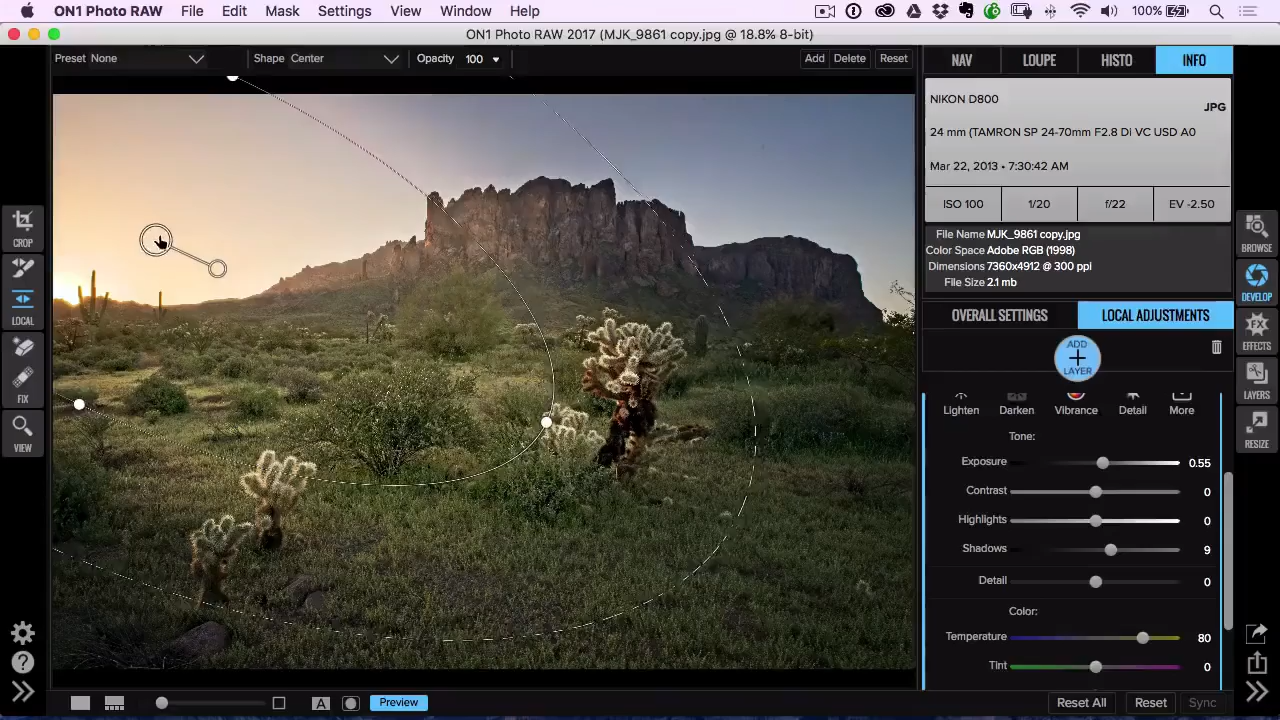 ON1 Photo RAW File Edit Mask Settings View Window Help 100%
ON1 Photo RAW 2017 (MJK_9861 copy.jpg @ 18.8% 8-bit)
Preset None Shape Center Opacity 100 Add Delete Reset
NAV LOUPE HISTO INFO
NIKON D800
JPG
24 mm (TAMRON SP 24-70mm F2.8 Di VC USD A0
Mar 22, 2013 • 7:30:42 AM
ISO 100 1/20 f/22 EV -2.50
File Name MJK_9861 copy.jpg
Color Space Adobe RGB (1998)
Dimensions 7360x4912 @ 300 ppi
File Size 2.1 mb
OVERALL SETTINGS LOCAL ADJUSTMENTS
ADD
LAYER
Lighten Darken Vibrance Detail More
Tone:
Exposure 0.55
Contrast 0
Highlights 0
Shadows 9
Detail 0
Color:
Temperature 80
Tint 0
Reset All Reset Sync
CROP
LOCAL
FIX
VIEW
BROWSE
DEVELOP
EFFECTS
LAYERS
RESIZE
A Preview